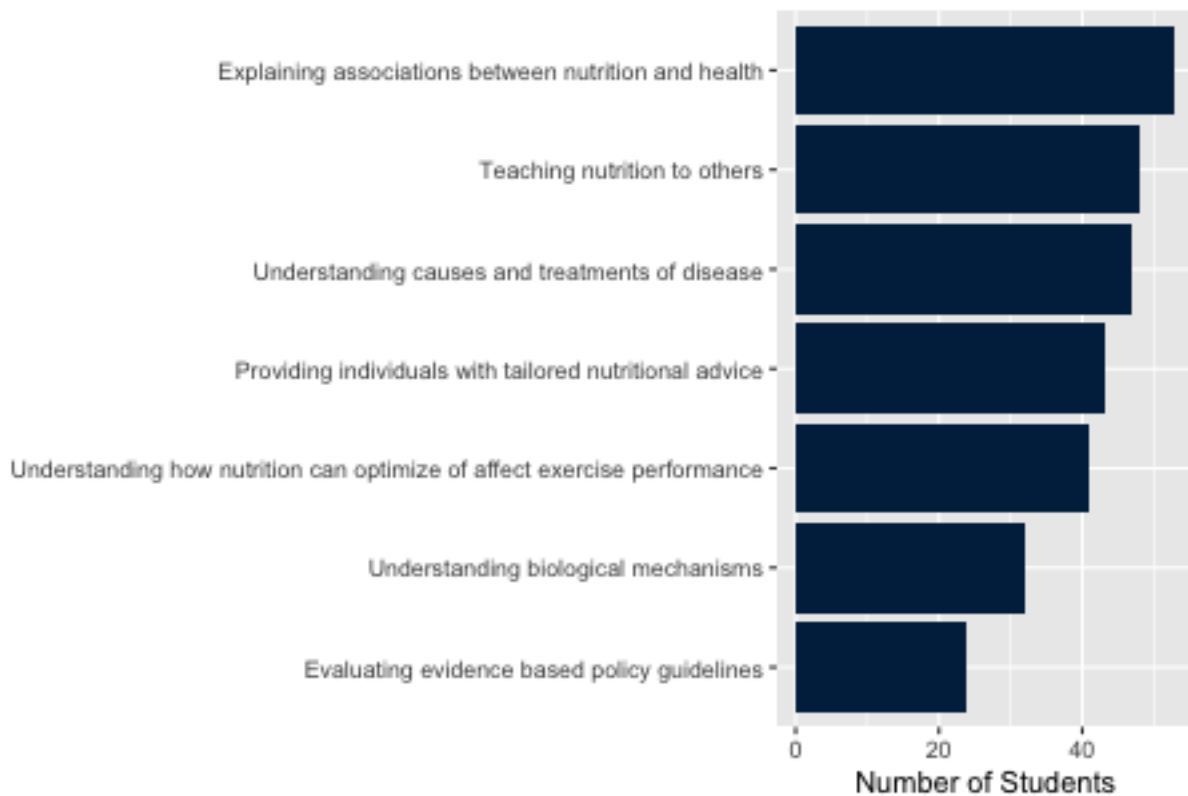 Explaining associations between nutrition and health
Teaching nutrition to others
Understanding causes and treatments of disease
Providing individuals with tailored nutritional advice
Understanding how nutrition can optimize of affect exercise performance
Understanding biological mechanisms
Evaluating evidence based policy guidelines
0 20 40
Number of Students